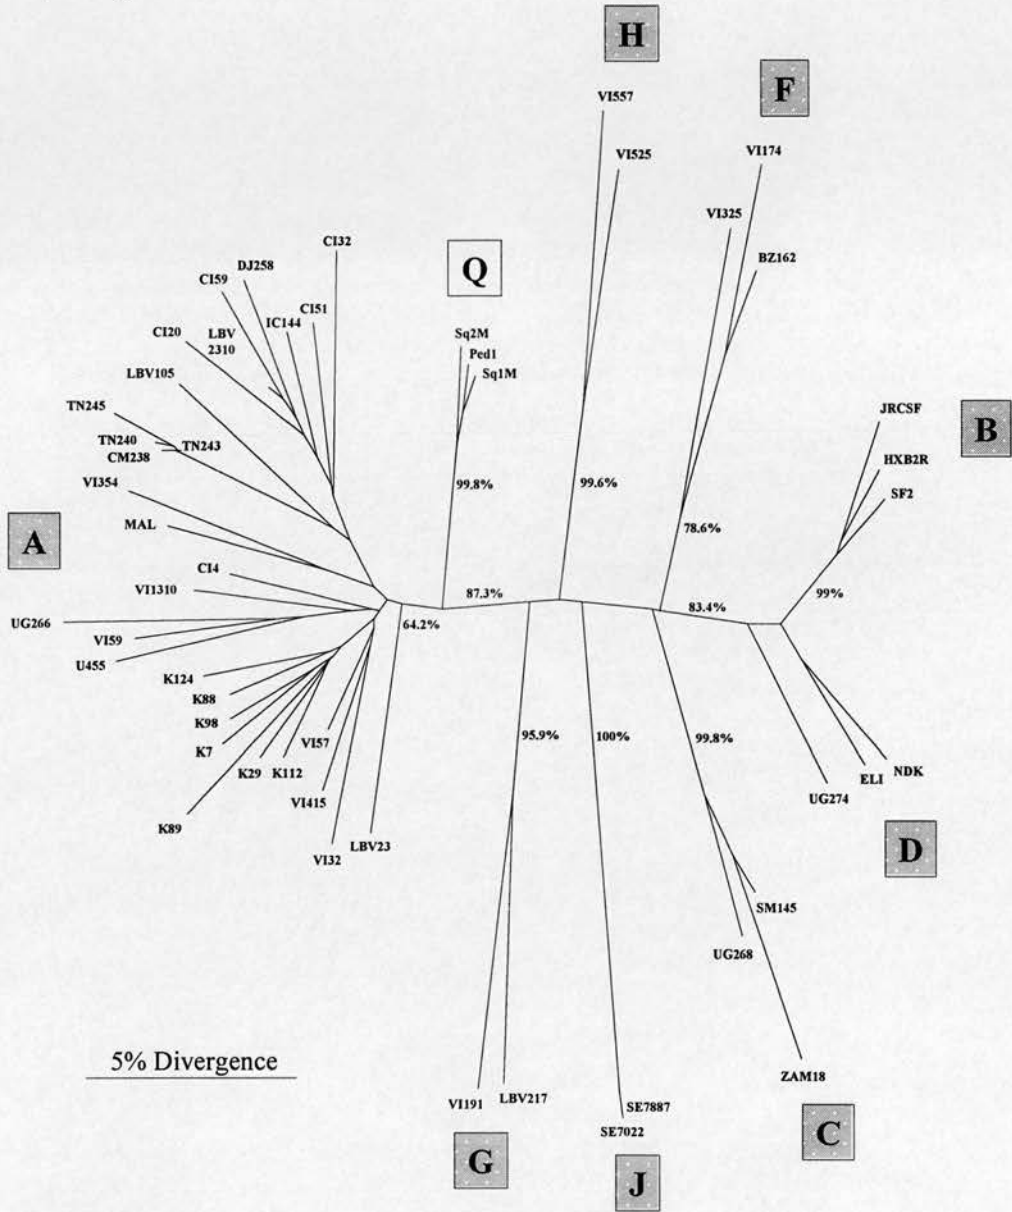 H
F
VI557
VI174
VI525
VI325
BZ162
Q
CI32
DJ258
CI59
CI51
IC144
LBV
2310
CI20
LBV105
Sq2M
Ped1
Sq1M
TN245
TN240
TN243
CM238
VI354
MAL
A
CI4
VI1310
UG266
VI59
U455
JRCSF
B
HXB2R
SF2
99.8%
99.6%
78.6%
99%
87.3%
83.4%
64.2%
K124
K88
K98
K7
K29
K112
K89
VI57
VI415
VI32
LBV23
95.9%
100%
99.8%
NDK
ELI
UG274
D
SM145
UG268
ZAM18
C
5% Divergence
VI191
LBV217
G
SE7887
SE7022
J